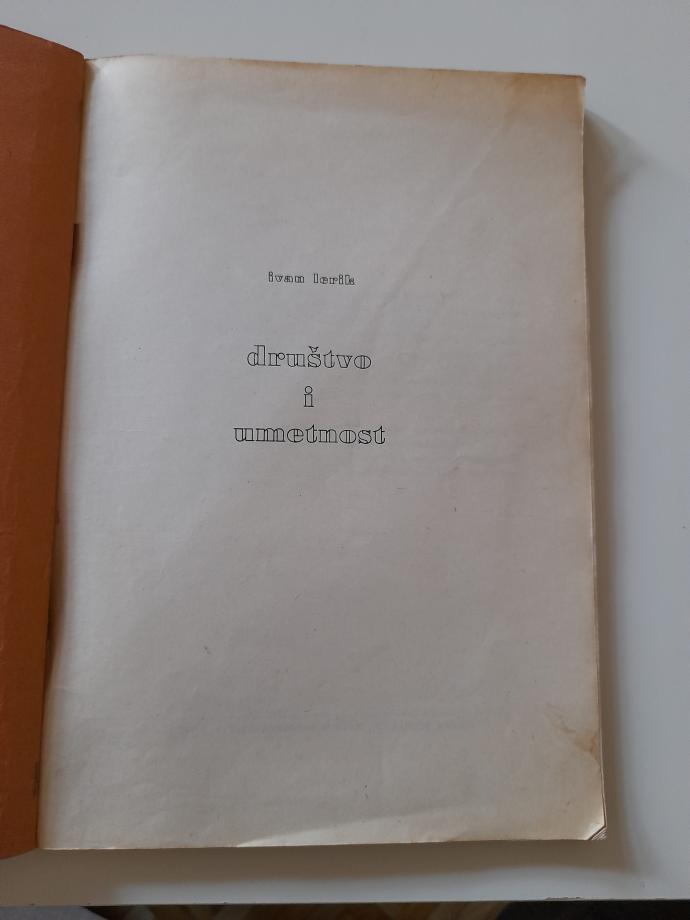 ivan lerik
društvo
i
umetnost